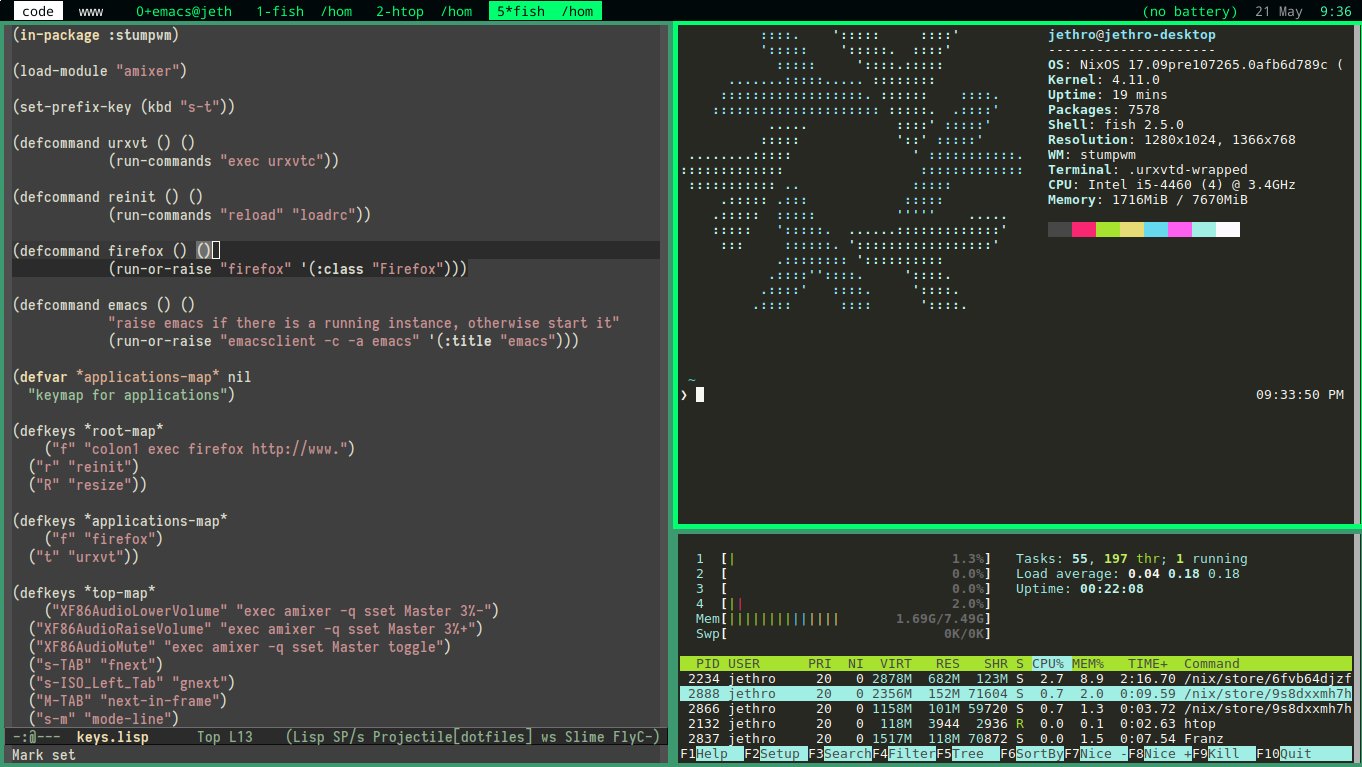 code www 0+emacs@jeth 1-fish /hom 2-htop /hom 5*fish /hom (no battery) 21 May 9:36
(in-package :stumpwm)
(load-module "amixer")
(set-prefix-key (kbd "s-t"))
(defcommand urxvt () ()
(run-commands "exec urxvtc"))
(defcommand reinit () ()
(run-commands "reload" "loadrc"))
(defcommand firefox () ()
(run-or-raise "firefox" '(:class "Firefox")))
(defcommand emacs () ()
"raise emacs if there is a running instance, otherwise start it"
(run-or-raise "emacsclient -c -a emacs" '(:title "emacs")))
(defvar *applications-map* nil
"keymap for applications")
(defkeys *root-map*
("f" "colon1 exec firefox http://www.")
("r" "reinit")
("R" "resize"))
(defkeys *applications-map*
("f" "firefox")
("t" "urxvt"))
(defkeys *top-map*
("XF86AudioLowerVolume" "exec amixer -q sset Master 3%-")
("XF86AudioRaiseVolume" "exec amixer -q sset Master 3%+")
("XF86AudioMute" "exec amixer -q sset Master toggle")
("s-TAB" "fnext")
("s-ISO_Left_Tab" "gnext")
("M-TAB" "next-in-frame")
("s-m" "mode-line")
-:@--- keys.lisp Top L13 (Lisp SP/s Projectile[dotfiles] ws Slime FlyC-)
Mark set
jethro@jethro-desktop
---------------------
OS: NixOS 17.09pre107265.0afb6d789c (
Kernel: 4.11.0
Uptime: 19 mins
Packages: 7578
Shell: fish 2.5.0
Resolution: 1280x1024, 1366x768
WM: stumpwm
Terminal: .urxvtd-wrapped
CPU: Intel i5-4460 (4) @ 3.4GHz
Memory: 1716MiB / 7670MiB
~
❯ 09:33:50 PM
1 [| 1.3%] Tasks: 55, 197 thr; 1 running
2 [ 0.0%] Load average: 0.04 0.18 0.18
3 [ 0.0%] Uptime: 00:22:08
4 [|| 2.0%]
Mem[|||||||||||||| 1.69G/7.49G]
Swp[ 0K/0K]
PID USER PRI NI VIRT RES SHR S CPU% MEM% TIME+ Command
2234 jethro 20 0 2878M 682M 123M S 2.7 8.9 2:16.70 /nix/store/6fvb64djzf
2888 jethro 20 0 2356M 152M 71604 S 0.7 2.0 0:09.59 /nix/store/9s8dxxmh7h
2866 jethro 20 0 1158M 101M 59720 S 0.7 1.3 0:03.72 /nix/store/9s8dxxmh7h
2132 jethro 20 0 118M 3944 2936 R 0.0 0.1 0:02.63 htop
2837 jethro 20 0 1517M 118M 70872 S 0.0 1.5 0:07.54 Franz
F1Help F2Setup F3SearchF4FilterF5Tree F6SortByF7Nice -F8Nice +F9Kill F10Quit